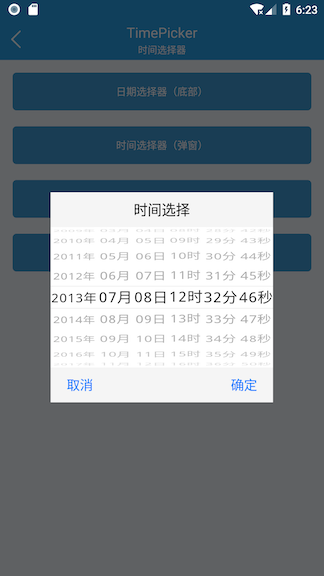 6:23
TimePicker
时间选择器
日期选择器（底部）
时间选择器（弹窗）
时间选择
2010年 04月 05日 09时 29分 43秒
2011年 05月 06日 10时 30分 44秒
2012年 06月 07日 11时 31分 45秒
2013年 07月 08日 12时 32分 46秒
2014年 08月 09日 13时 33分 47秒
2015年 09月 10日 14时 34分 48秒
2016年 10月 11日 15时 35分 49秒
取消 确定